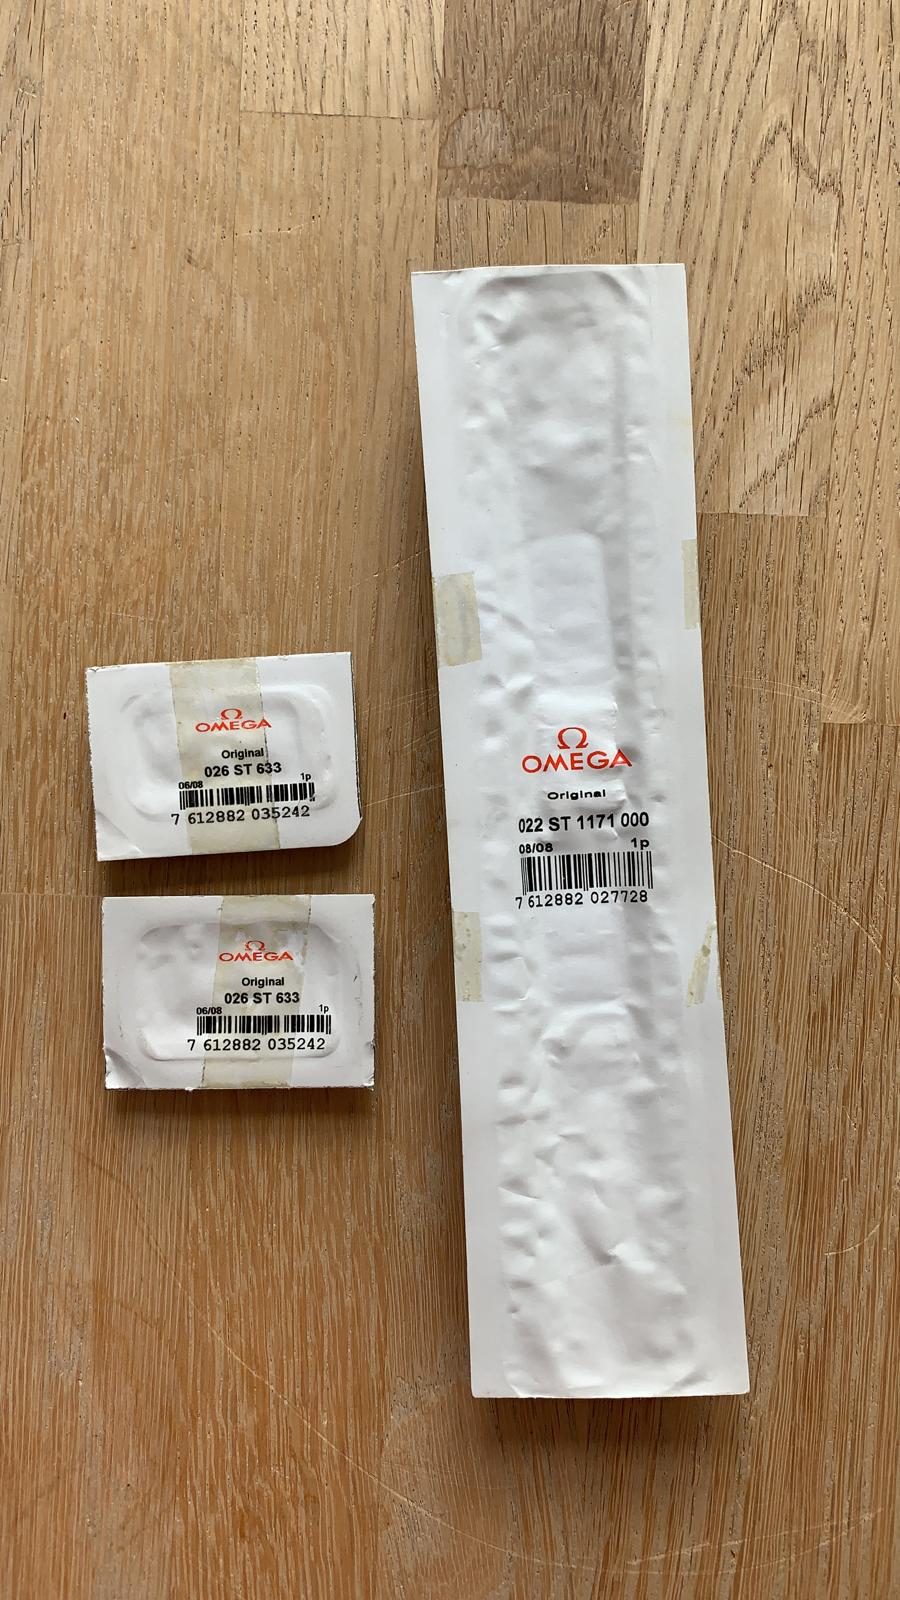 Ω
OMEGA
Original
026 ST 633
06/08 1p
7 612882 035242
Ω
OMEGA
Original
026 ST 633
06/08 1p
7 612882 035242
Ω
OMEGA
Original
022 ST 1171 000
08/08 1p
7 612882 027728